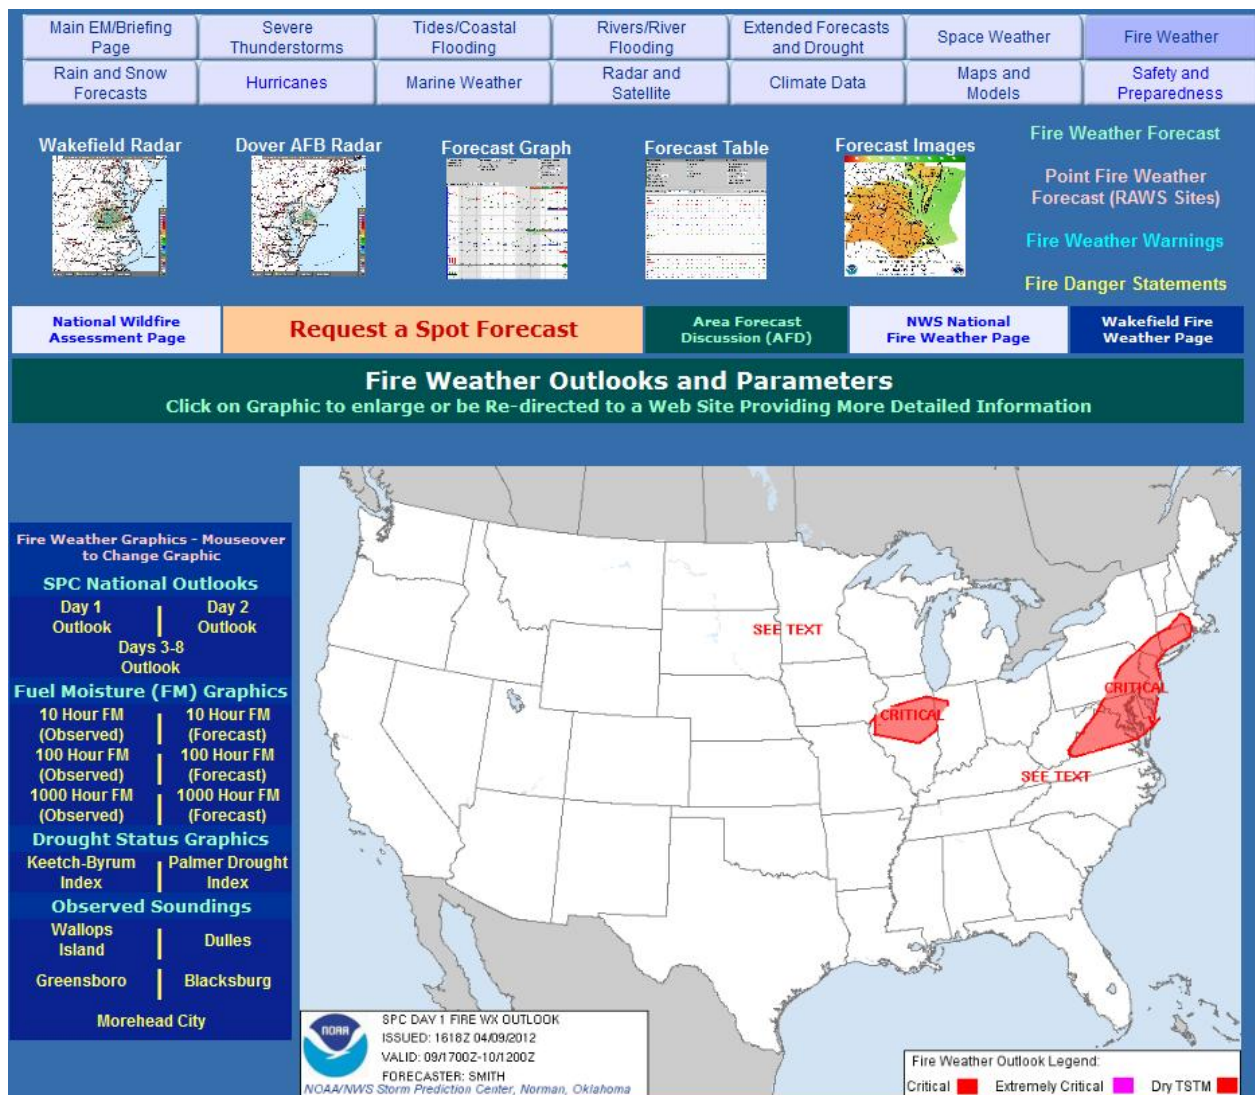 Main EM/Briefing
Page
Severe
Thunderstorms
Tides/Coastal
Flooding
Rivers/River
Flooding
Extended Forecasts
and Drought
Space Weather
Fire Weather
Rain and Snow
Forecasts
Hurricanes
Marine Weather
Radar and
Satellite
Climate Data
Maps and
Models
Safety and
Preparedness
Wakefield Radar
Dover AFB Radar
Forecast Graph
Forecast Table
Forecast Images
Fire Weather Forecast
Point Fire Weather
Forecast (RAWS Sites)
Fire Weather Warnings
Fire Danger Statements
National Wildfire
Assessment Page
Request a Spot Forecast
Area Forecast
Discussion (AFD)
NWS National
Fire Weather Page
Wakefield Fire
Weather Page
Fire Weather Outlooks and Parameters
Click on Graphic to enlarge or be Re-directed to a Web Site Providing More Detailed Information
Fire Weather Graphics - Mouseover
to Change Graphic
SPC National Outlooks
Day 1
Outlook
Day 2
Outlook
Days 3-8
Outlook
Fuel Moisture (FM) Graphics
10 Hour FM
(Observed)
10 Hour FM
(Forecast)
100 Hour FM
(Observed)
100 Hour FM
(Forecast)
1000 Hour FM
(Observed)
1000 Hour FM
(Forecast)
Drought Status Graphics
Keetch-Byrum
Index
Palmer Drought
Index
Observed Soundings
Wallops
Island
Dulles
Greensboro
Blacksburg
Morehead City
SEE TEXT
CRITICAL
CRITICAL
SEE TEXT
NOAA
SPC DAY 1 FIRE WX OUTLOOK
ISSUED: 1618Z 04/09/2012
VALID: 09/1700Z-10/1200Z
FORECASTER: SMITH
NOAA/NWS Storm Prediction Center, Norman, Oklahoma
Fire Weather Outlook Legend:
Critical
Extremely Critical
Dry TSTM